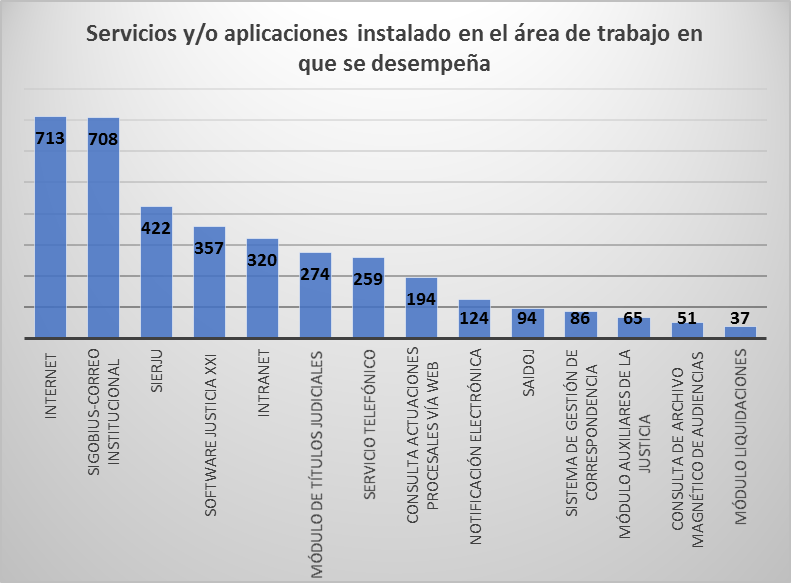 Servicios y/o aplicaciones instalado en el área de trabajo en
que se desempeña
713
708
422
357
320
274
259
194
124
94
86
65
51
37
INTERNET
SIGOBIUS-CORREO
INSTITUCIONAL
SIERJU
SOFTWARE JUSTICIA XXI
INTRANET
MÓDULO DE TÍTULOS JUDICIALES
SERVICIO TELEFÓNICO
CONSULTA ACTUACIONES
PROCESALES VÍA WEB
NOTIFICACIÓN ELECTRÓNICA
SAIDOJ
SISTEMA DE GESTIÓN DE
CORRESPONDENCIA
MÓDULO AUXILIARES DE LA
JUSTICIA
CONSULTA DE ARCHIVO
MAGNÉTICO DE AUDIENCIAS
MÓDULO LIQUIDACIONES